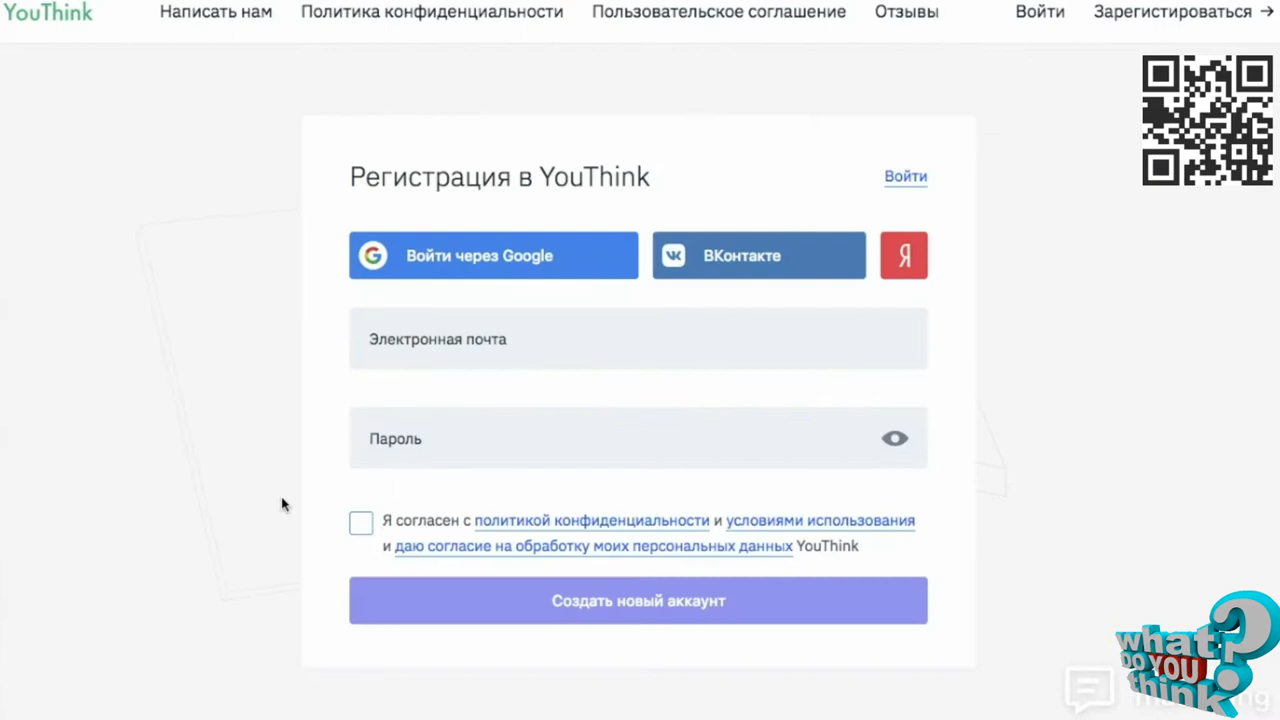 YouThink Написать нам Политика конфиденциальности Пользовательское соглашение Отзывы Войти Зарегистрироваться →
Регистрация в YouThink Войти
Войти через Google ВКонтакте Я
Электронная почта
Пароль
Я согласен с политикой конфиденциальности и условиями использования
и даю согласие на обработку моих персональных данных YouThink
Создать новый аккаунт
what
DO YOU
think?